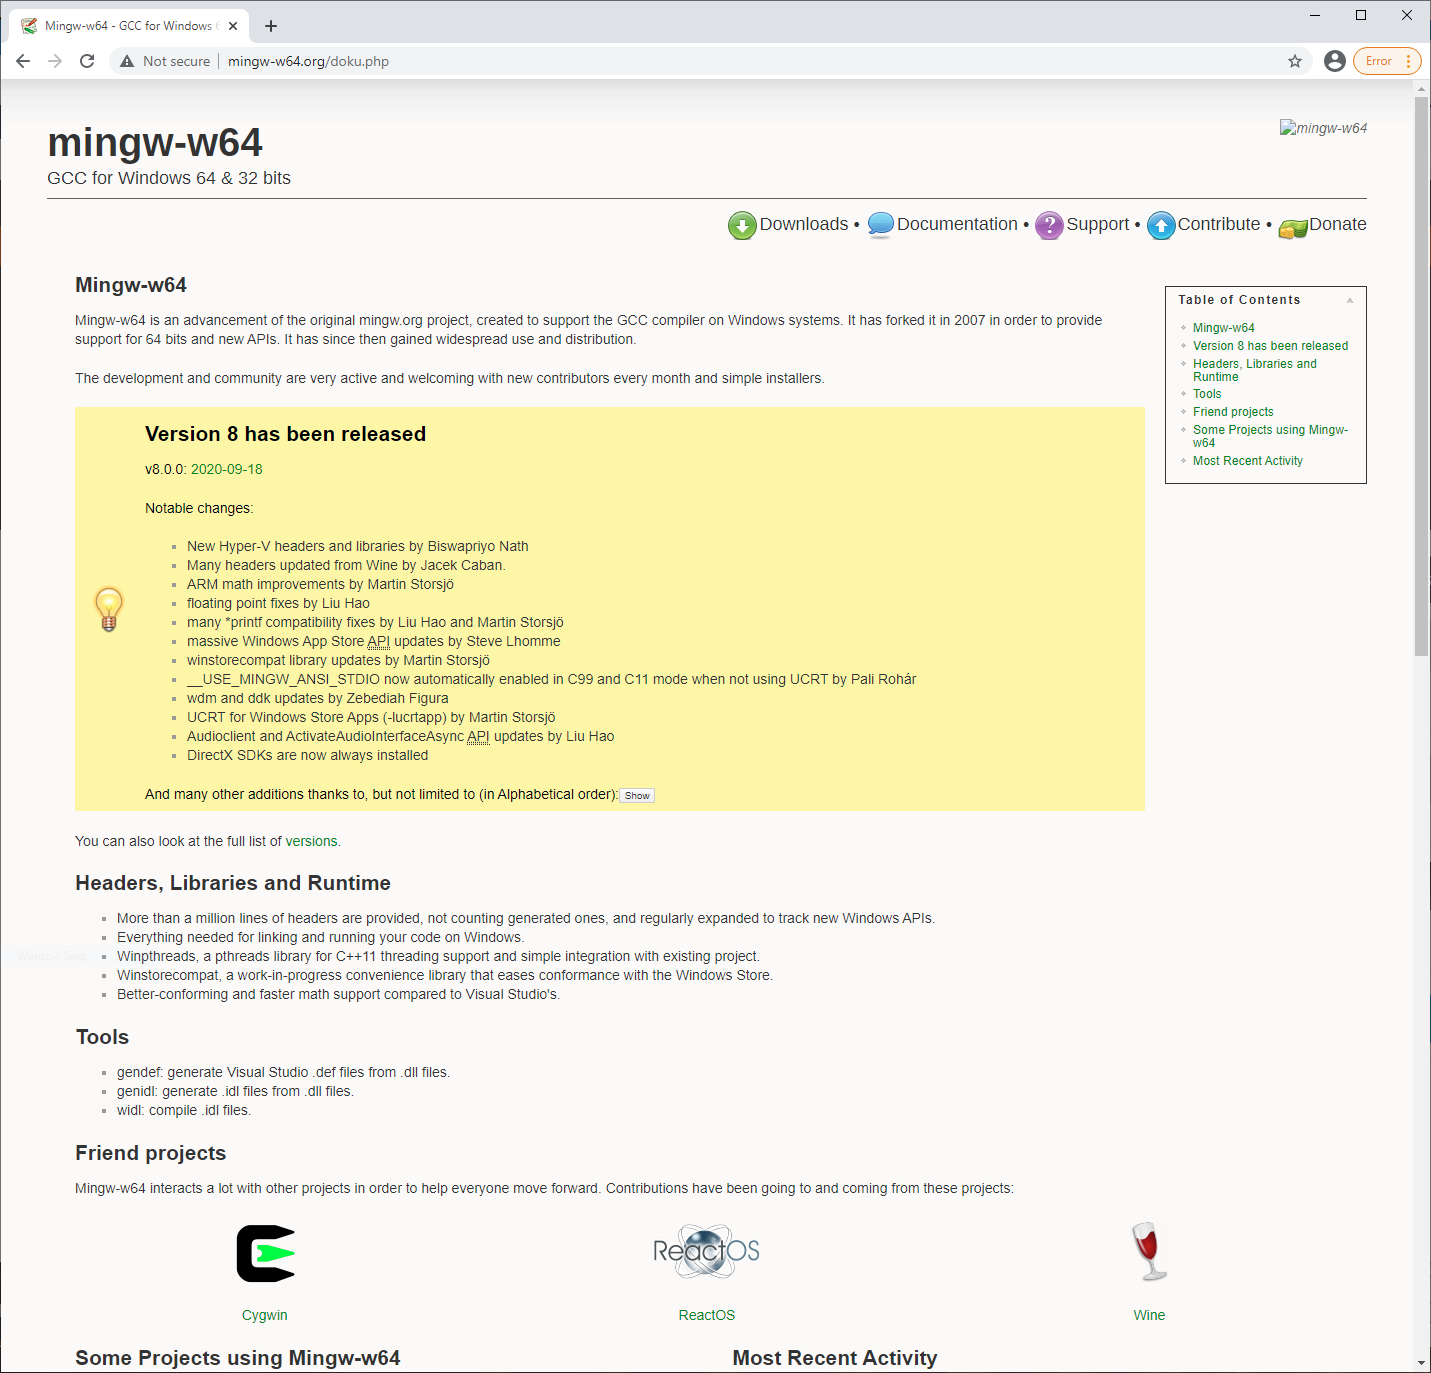 Mingw-w64 - GCC for Windows 6
Not secure | mingw-w64.org/doku.php
Error
mingw-w64
mingw-w64
GCC for Windows 64 & 32 bits
Downloads • Documentation • Support • Contribute • Donate
Mingw-w64
Mingw-w64 is an advancement of the original mingw.org project, created to support the GCC compiler on Windows systems. It has forked it in 2007 in order to provide
support for 64 bits and new APIs. It has since then gained widespread use and distribution.
The development and community are very active and welcoming with new contributors every month and simple installers.
Table of Contents
Mingw-w64
Version 8 has been released
Headers, Libraries and
Runtime
Tools
Friend projects
Some Projects using Mingw-
w64
Most Recent Activity
Version 8 has been released
v8.0.0: 2020-09-18
Notable changes:
New Hyper-V headers and libraries by Biswapriyo Nath
Many headers updated from Wine by Jacek Caban.
ARM math improvements by Martin Storsjö
floating point fixes by Liu Hao
many *printf compatibility fixes by Liu Hao and Martin Storsjö
massive Windows App Store API updates by Steve Lhomme
winstorecompat library updates by Martin Storsjö
__USE_MINGW_ANSI_STDIO now automatically enabled in C99 and C11 mode when not using UCRT by Pali Rohár
wdm and ddk updates by Zebediah Figura
UCRT for Windows Store Apps (-lucrtapp) by Martin Storsjö
Audioclient and ActivateAudioInterfaceAsync API updates by Liu Hao
DirectX SDKs are now always installed
And many other additions thanks to, but not limited to (in Alphabetical order): Show
You can also look at the full list of versions.
Headers, Libraries and Runtime
More than a million lines of headers are provided, not counting generated ones, and regularly expanded to track new Windows APIs.
Everything needed for linking and running your code on Windows.
Window Snip
Winpthreads, a pthreads library for C++11 threading support and simple integration with existing project.
Winstorecompat, a work-in-progress convenience library that eases conformance with the Windows Store.
Better-conforming and faster math support compared to Visual Studio's.
Tools
gendef: generate Visual Studio .def files from .dll files.
genidl: generate .idl files from .dll files.
widl: compile .idl files.
Friend projects
Mingw-w64 interacts a lot with other projects in order to help everyone move forward. Contributions have been going to and coming from these projects:
ReactOS
Cygwin
ReactOS
Wine
Some Projects using Mingw-w64
Most Recent Activity